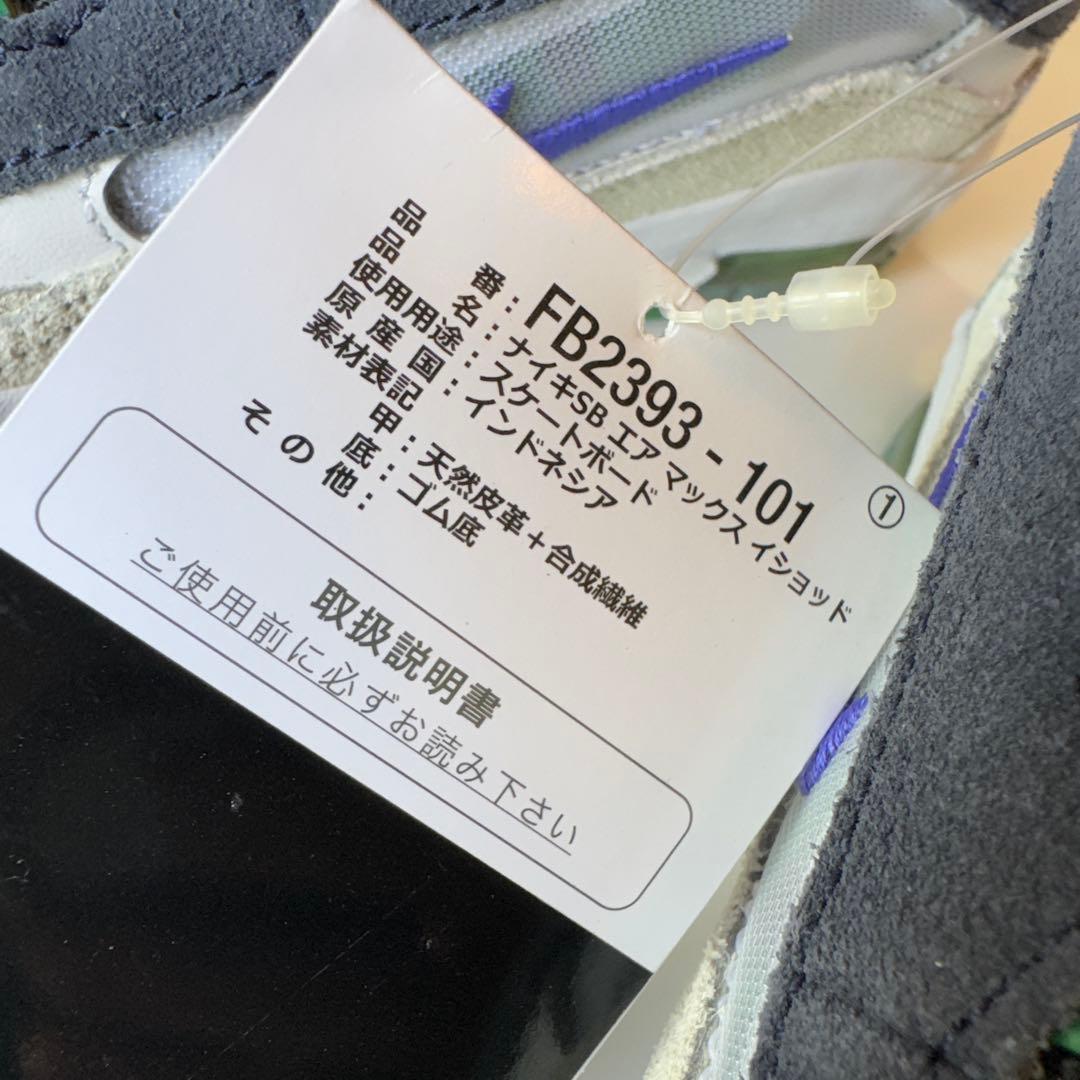 品番：FB2393-101 ①
品名：ナイキSB エア マックス イショッド
使用用途：スケートボード
原産国：インドネシア
素材表記
甲：天然皮革+合成繊維
底：ゴム底
その他：
取扱説明書
ご使用前に必ずお読み下さい